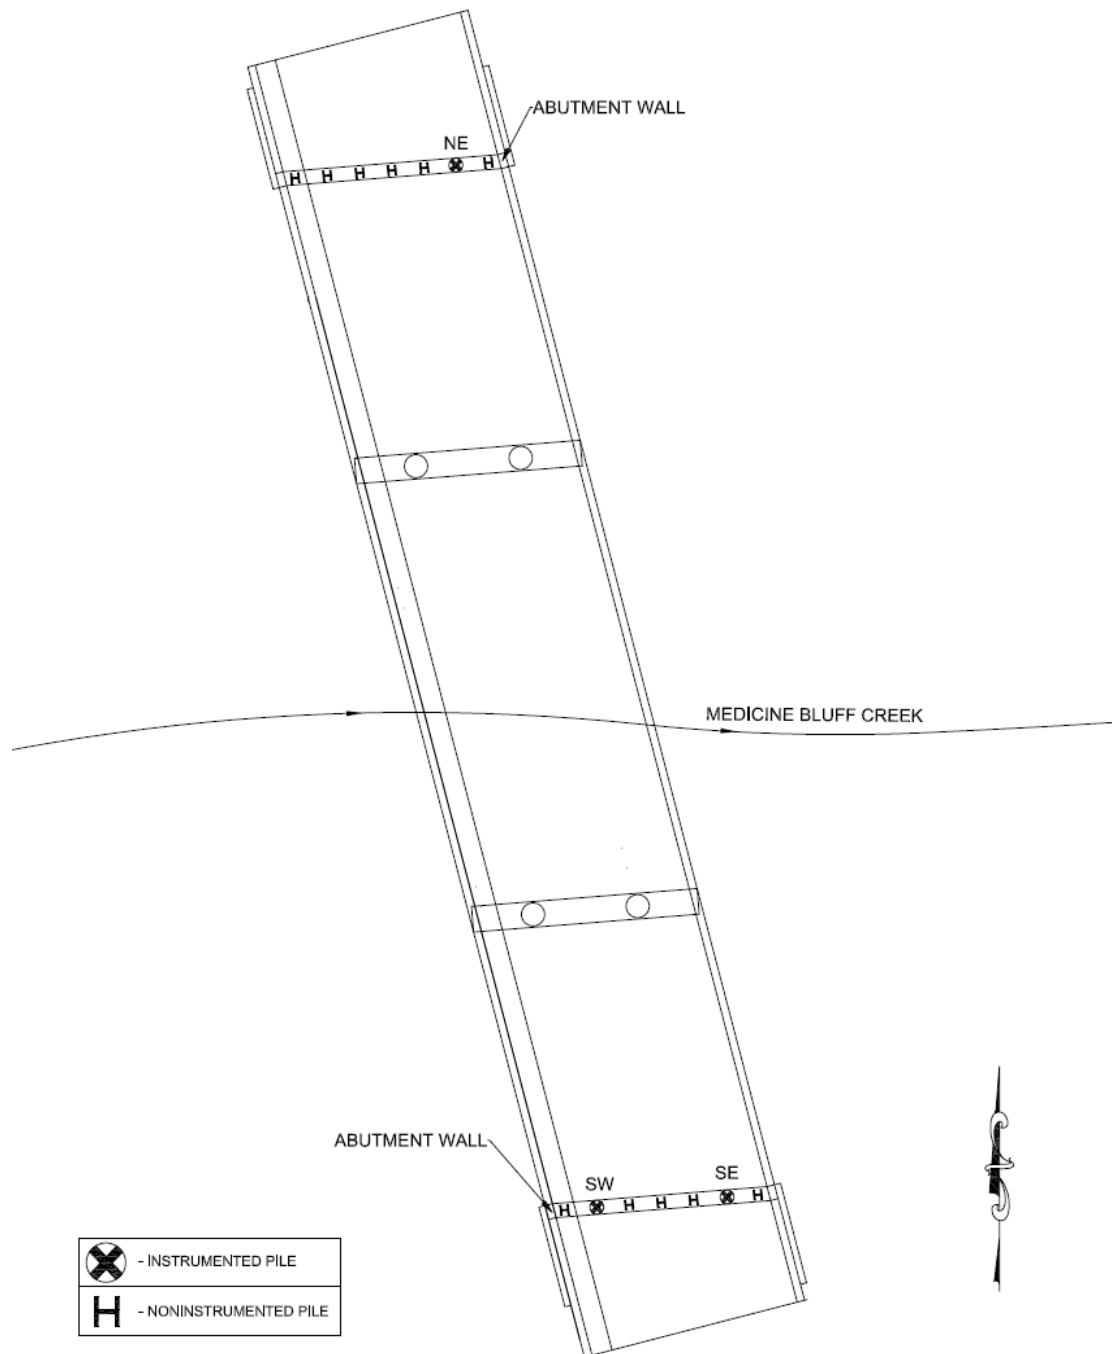 ABUTMENT WALL
NE
H H H H H H
MEDICINE BLUFF CREEK
ABUTMENT WALL
SW
SE
H H H H H
- INSTRUMENTED PILE
H - NONINSTRUMENTED PILE